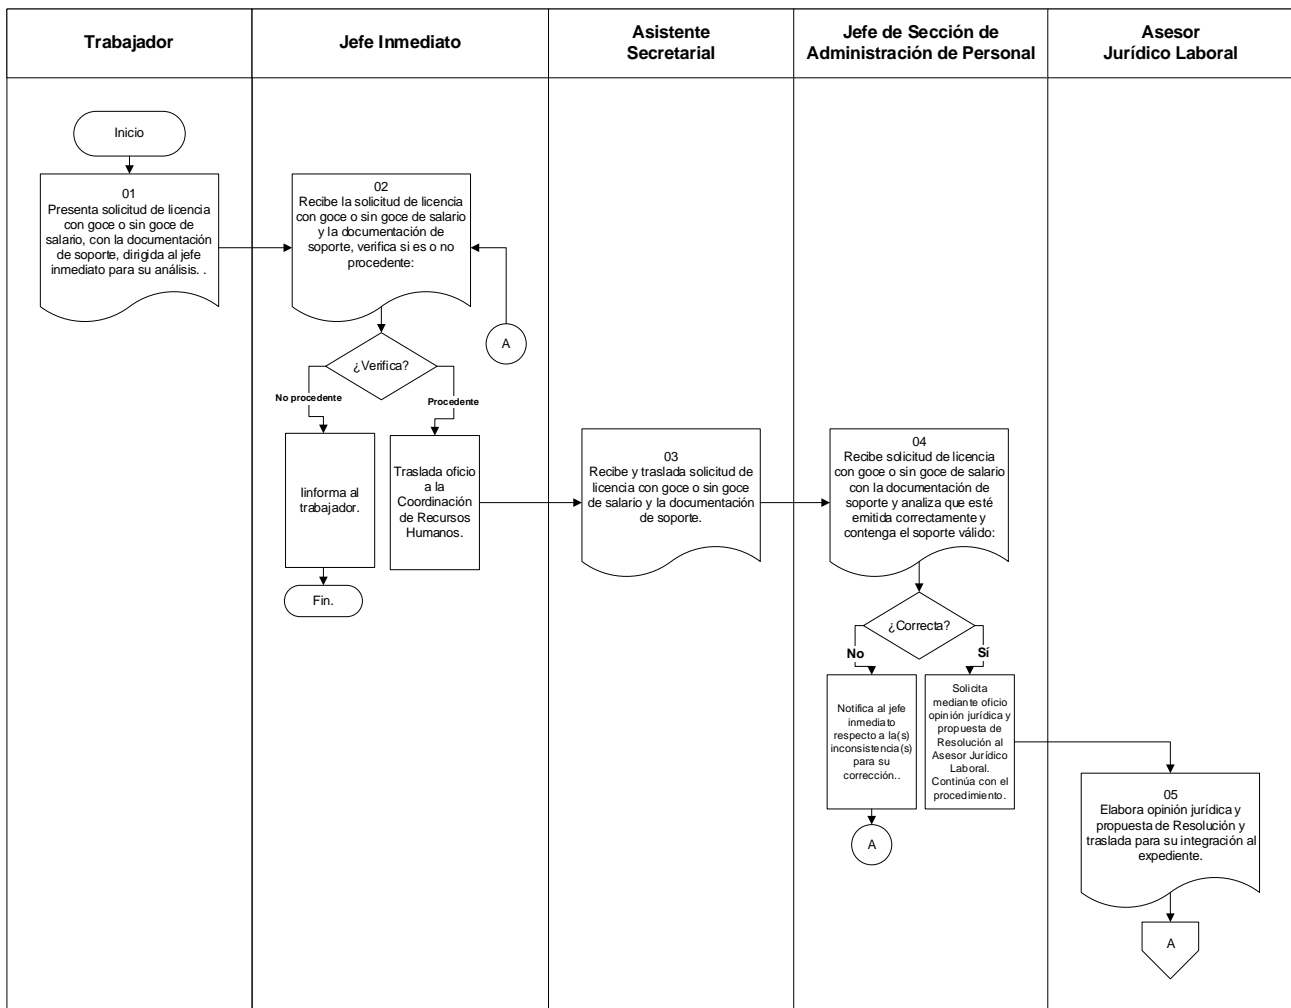 Trabajador
Jefe Inmediato
Asistente
Secretarial
Jefe de Sección de
Administración de Personal
Asesor
Jurídico Laboral
Inicio
01
Presenta solicitud de licencia
con goce o sin goce de
salario, con la documentación
de soporte, dirigida al jefe
inmediato para su análisis. .
02
Recibe la solicitud de licencia
con goce o sin goce de salario
y la documentación de
soporte, verifica si es o no
procedente:
A
¿Verifica?
No procedente
Procedente
Iinforma al
trabajador.
Traslada oficio
a la
Coordinación
de Recursos
Humanos.
Fin.
03
Recibe y traslada solicitud de
licencia con goce o sin goce
de salario y la documentación
de soporte.
04
Recibe solicitud de licencia
con goce o sin goce de salario
con la documentación de
soporte y analiza que esté
emitida correctamente y
contenga el soporte válido:
¿Correcta?
No
Sí
Notifica al jefe
inmediato
respecto a la(s)
inconsistencia(s)
para su
corrección..
Solicita
mediante oficio
opinión jurídica y
propuesta de
Resolución al
Asesor Jurídico
Laboral.
Continúa con el
procedimiento.
A
05
Elabora opinión jurídica y
propuesta de Resolución y
traslada para su integración al
expediente.
A